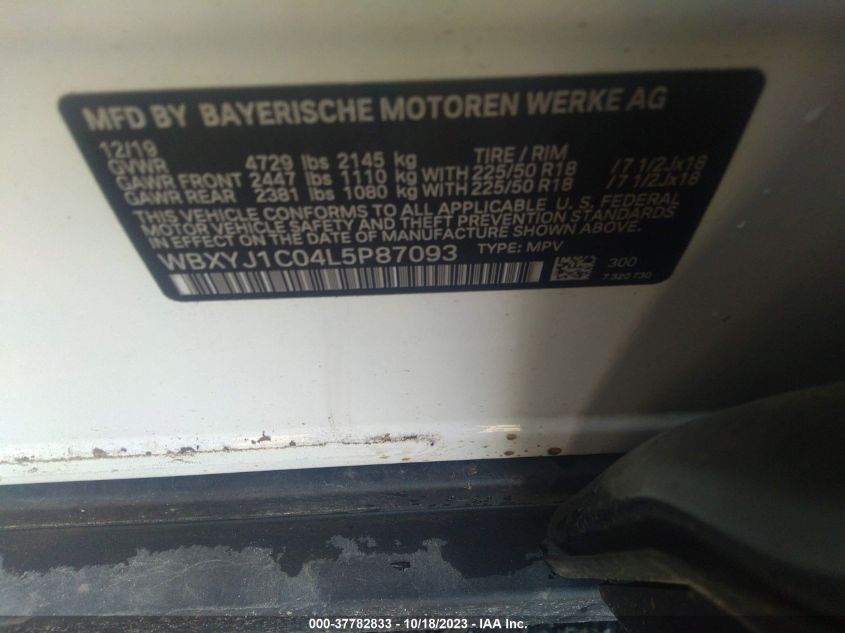 MFD BY BAYERISCHE MOTOREN WERKE AG
12/19
GVWR 4729 lbs 2145 kg TIRE / RIM
GAWR FRONT 2447 lbs 1110 kg WITH 225/50 R18 /7 1/2Jx18
GAWR REAR 2381 lbs 1080 kg WITH 225/50 R18 /7 1/2Jx18
THIS VEHICLE CONFORMS TO ALL APPLICABLE U. S. FEDERAL
MOTOR VEHICLE SAFETY AND THEFT PREVENTION STANDARDS
IN EFFECT ON THE DATE OF MANUFACTURE SHOWN ABOVE.
WBXYJ1C04L5P87093 TYPE: MPV
300
7 320 730
000-37782833 - 10/18/2023 - IAA Inc.